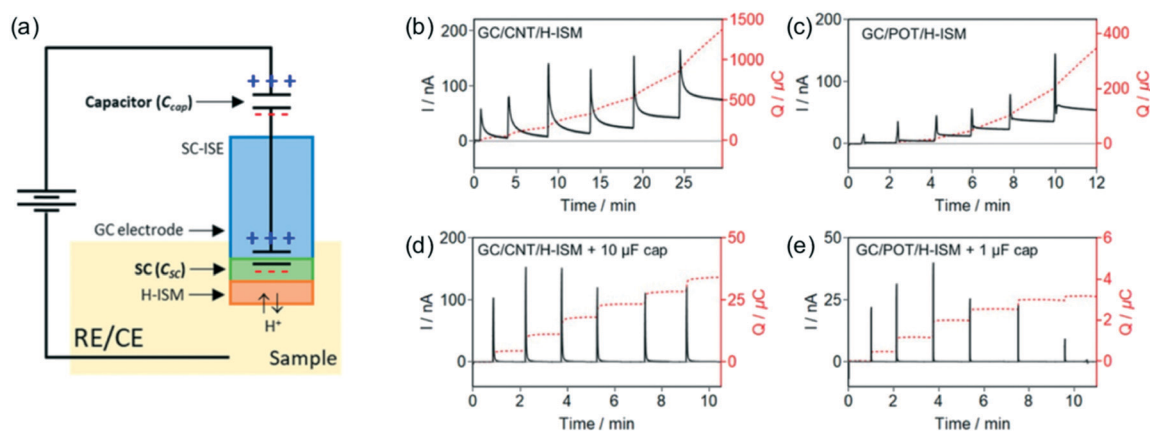 (a)
+ + +
Capacitor (Ccap)
SC-ISE
GC electrode
+ + +
SC (CSC)
H-ISM
H+
RE/CE
Sample
(b)
GC/CNT/H-ISM
I / nA
200
100
0
0 5 10 15 20 25
Time / min
1500
1000
500
0
Q / µC
(c)
GC/POT/H-ISM
I / nA
200
100
0
0 2 4 6 8 10 12
Time / min
400
200
0
Q / µC
(d)
GC/CNT/H-ISM + 10 µF cap
I / nA
200
100
0
0 2 4 6 8 10
Time / min
50
25
0
Q / µC
(e)
GC/POT/H-ISM + 1 µF cap
I / nA
50
25
0
0 2 4 6 8 10
Time / min
6
4
2
0
Q / µC